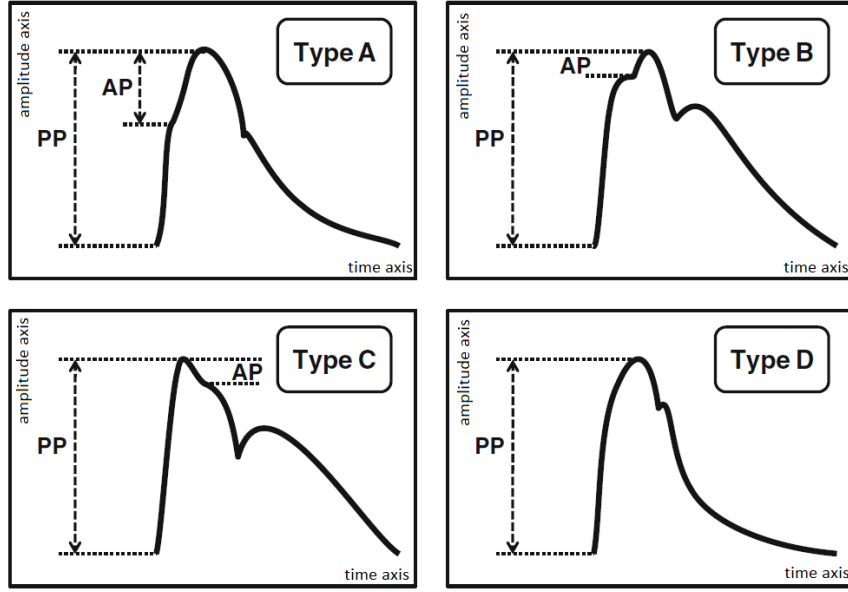 amplitude axis
Type A
AP
PP
time axis
amplitude axis
Type B
AP
PP
time axis
amplitude axis
Type C
AP
PP
time axis
amplitude axis
Type D
PP
time axis